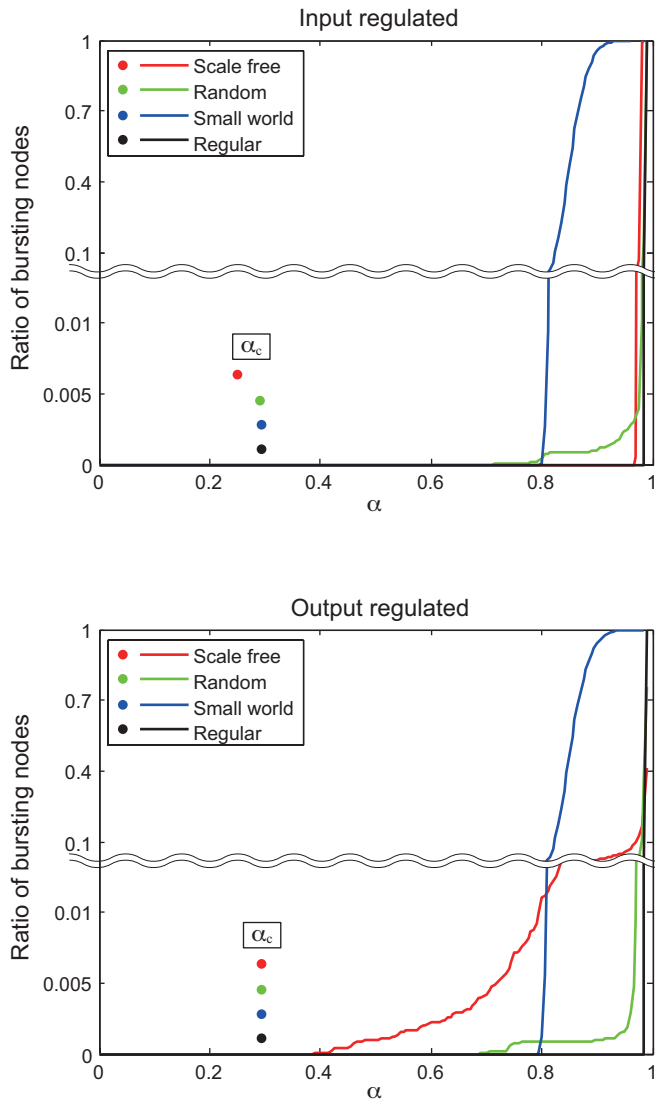 Input regulated
Ratio of bursting nodes
1
0.7
0.4
0.1
0.01
0.005
0
Scale free
Random
Small world
Regular
αc
0
0.2
0.4
0.6
0.8
1
α
Output regulated
Ratio of bursting nodes
1
0.7
0.4
0.1
0.01
0.005
0
Scale free
Random
Small world
Regular
αc
0
0.2
0.4
0.6
0.8
1
α